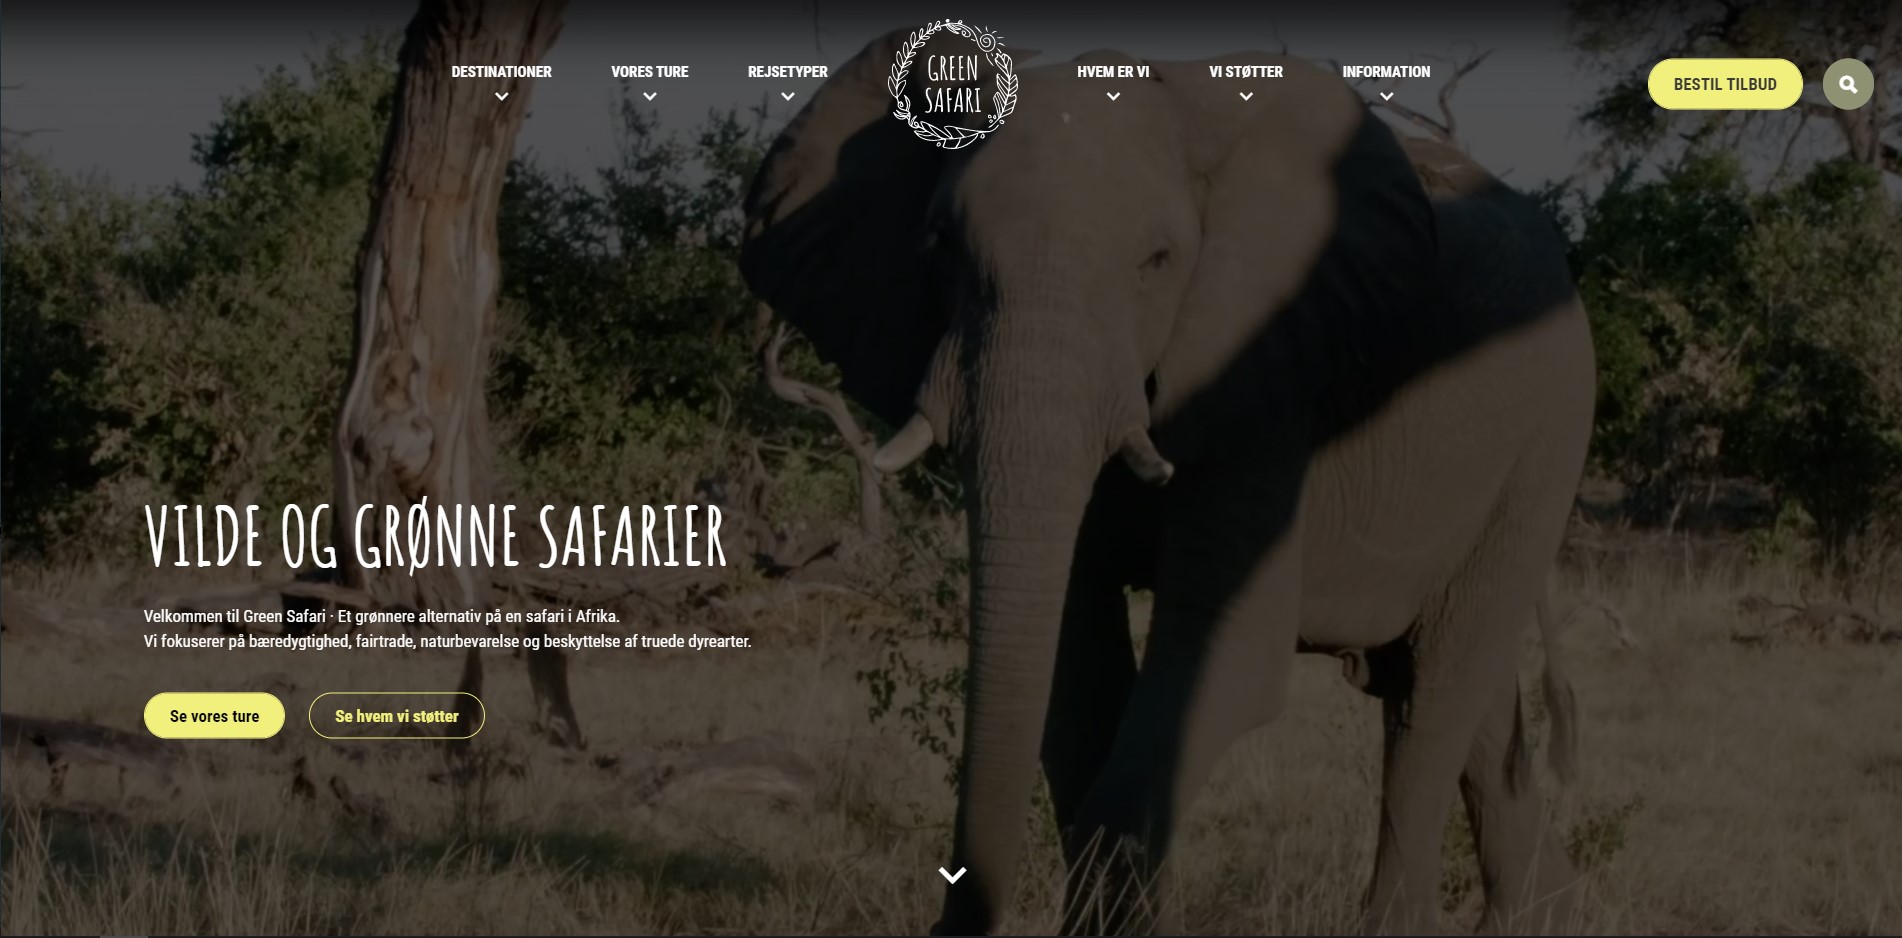 DESTINATIONER
VORES TURE
REJSETYPER
GREEN
SAFARI
HVEM ER VI
VI STØTTER
INFORMATION
BESTIL TILBUD
VILDE OG GRØNNE SAFARIER
Velkommen til Green Safari · Et grønnere alternativ på en safari i Afrika.
Vi fokuserer på bæredygtighed, fairtrade, naturbevarelse og beskyttelse af truede dyrearter.
Se vores ture
Se hvem vi støtter